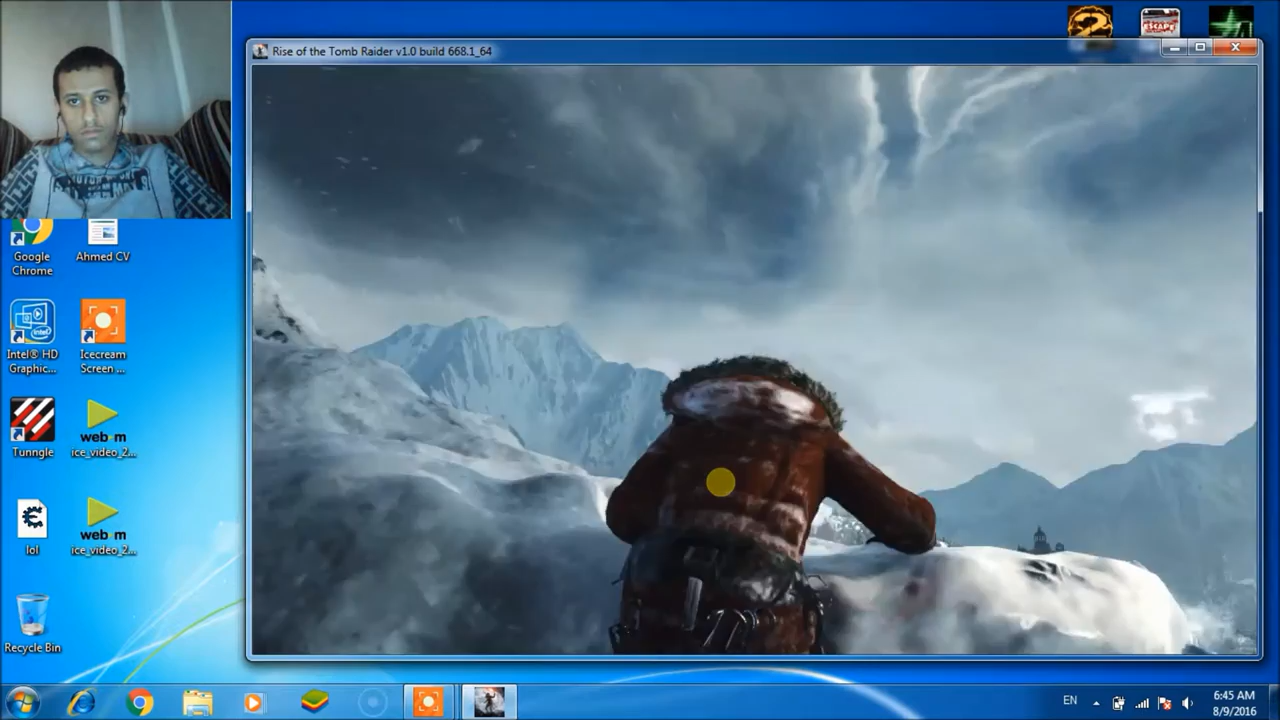 Rise of the Tomb Raider v1.0 build 668.1_64
ESCAPE
Google
Chrome
Ahmed CV
Intel® HD
Graphic...
Icecream
Screen ...
Tunngle
web-m
ice_video_2...
lol
web-m
ice_video_2...
Recycle Bin
EN
6:45 AM
8/9/2016